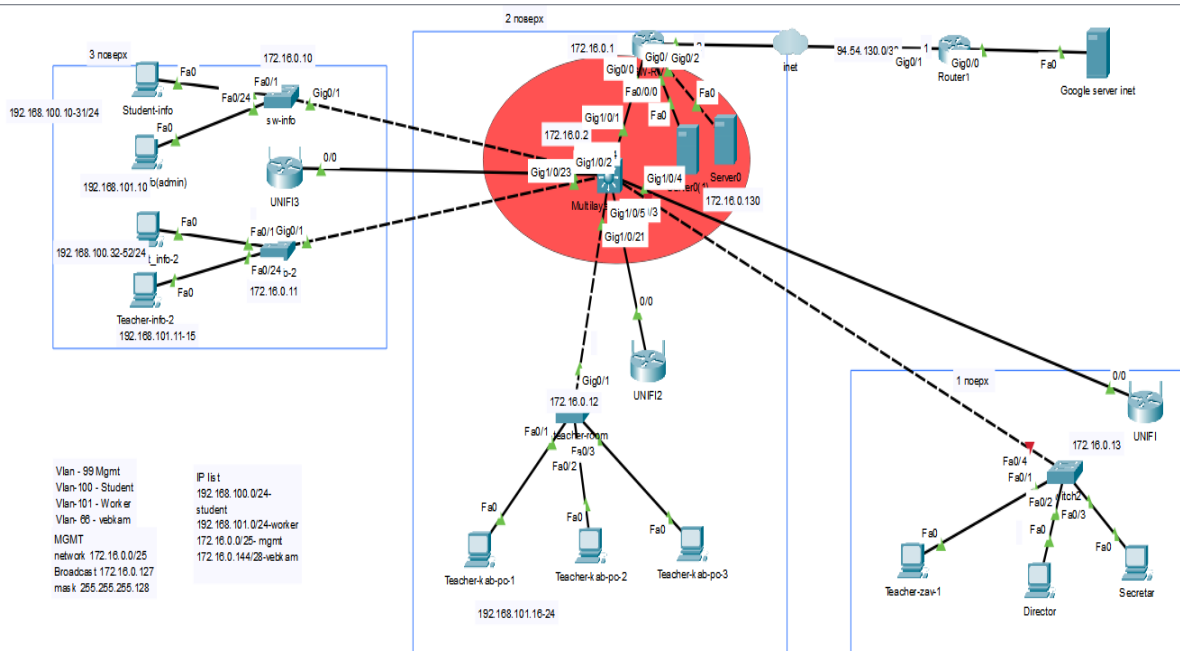 2 поверх
3 поверх
172.16.0.10
Fa0
Fa0/1
Fa0/24
Gig0/1
Student-info
sw-info
192.168.100.10-31/24
Fa0
(admin)
192.168.101.10
0/0
UNIFI3
Fa0
Fa0/1
Gig0/1
192.168.100.32-52/24
t_info-2
Fa0/24
Fa0
172.16.0.11
Teacher-info-2
192.168.101.11-15
172.16.0.1
Gig0/0
Gig0/
Gig0/2
Fa0/0/0
Fa0
Fa0
Gig1/0/1
172.16.0.2
Gig1/0/2
Gig1/0/23
Gig1/0/4
Server0
172.16.0.130
Gig1/0/5
Gig1/0/21
inet
94.54.130.0/3
1
Gig0/1
Router1
Gig0/0
Fa0
Google server inet
0/0
UNIFI2
Gig0/1
172.16.0.12
teacher-room
Fa0/1
Fa0/3
Fa0/2
Fa0
Fa0
Fa0
Teacher-kab-po-1
Teacher-kab-po-2
Teacher-kab-po-3
192.168.101.16-24
1 поерх
0/0
UNIFI
172.16.0.13
Fa0/4
Fa0/1
Fa0/2
Fa0/3
itch2
Fa0
Fa0
Fa0
Teacher-zav-1
Director
Secretar
Vlan - 99 Mgmt
Vlan-100 - Student
Vlan-101 - Worker
Vlan- 66 - vebkam
MGMT
network 172.16.0.0/25
Broadcast 172.16.0.127
mask 255.255.255.128
IP list
192.168.100.0/24-
student
192.168.101.0/24-worker
172.16.0.0/25- mgmt
172.16.0.144/28-vebkam